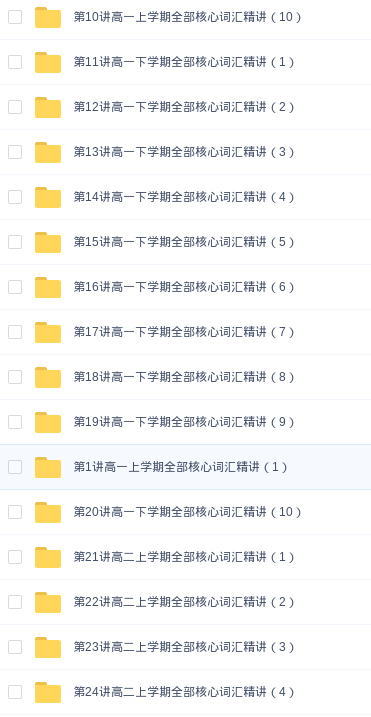 第10讲高一上学期全部核心词汇精讲（10）
第11讲高一下学期全部核心词汇精讲（1）
第12讲高一下学期全部核心词汇精讲（2）
第13讲高一下学期全部核心词汇精讲（3）
第14讲高一下学期全部核心词汇精讲（4）
第15讲高一下学期全部核心词汇精讲（5）
第16讲高一下学期全部核心词汇精讲（6）
第17讲高一下学期全部核心词汇精讲（7）
第18讲高一下学期全部核心词汇精讲（8）
第19讲高一下学期全部核心词汇精讲（9）
第1讲高一上学期全部核心词汇精讲（1）
第20讲高一下学期全部核心词汇精讲（10）
第21讲高二上学期全部核心词汇精讲（1）
第22讲高二上学期全部核心词汇精讲（2）
第23讲高二上学期全部核心词汇精讲（3）
第24讲高二上学期全部核心词汇精讲（4）